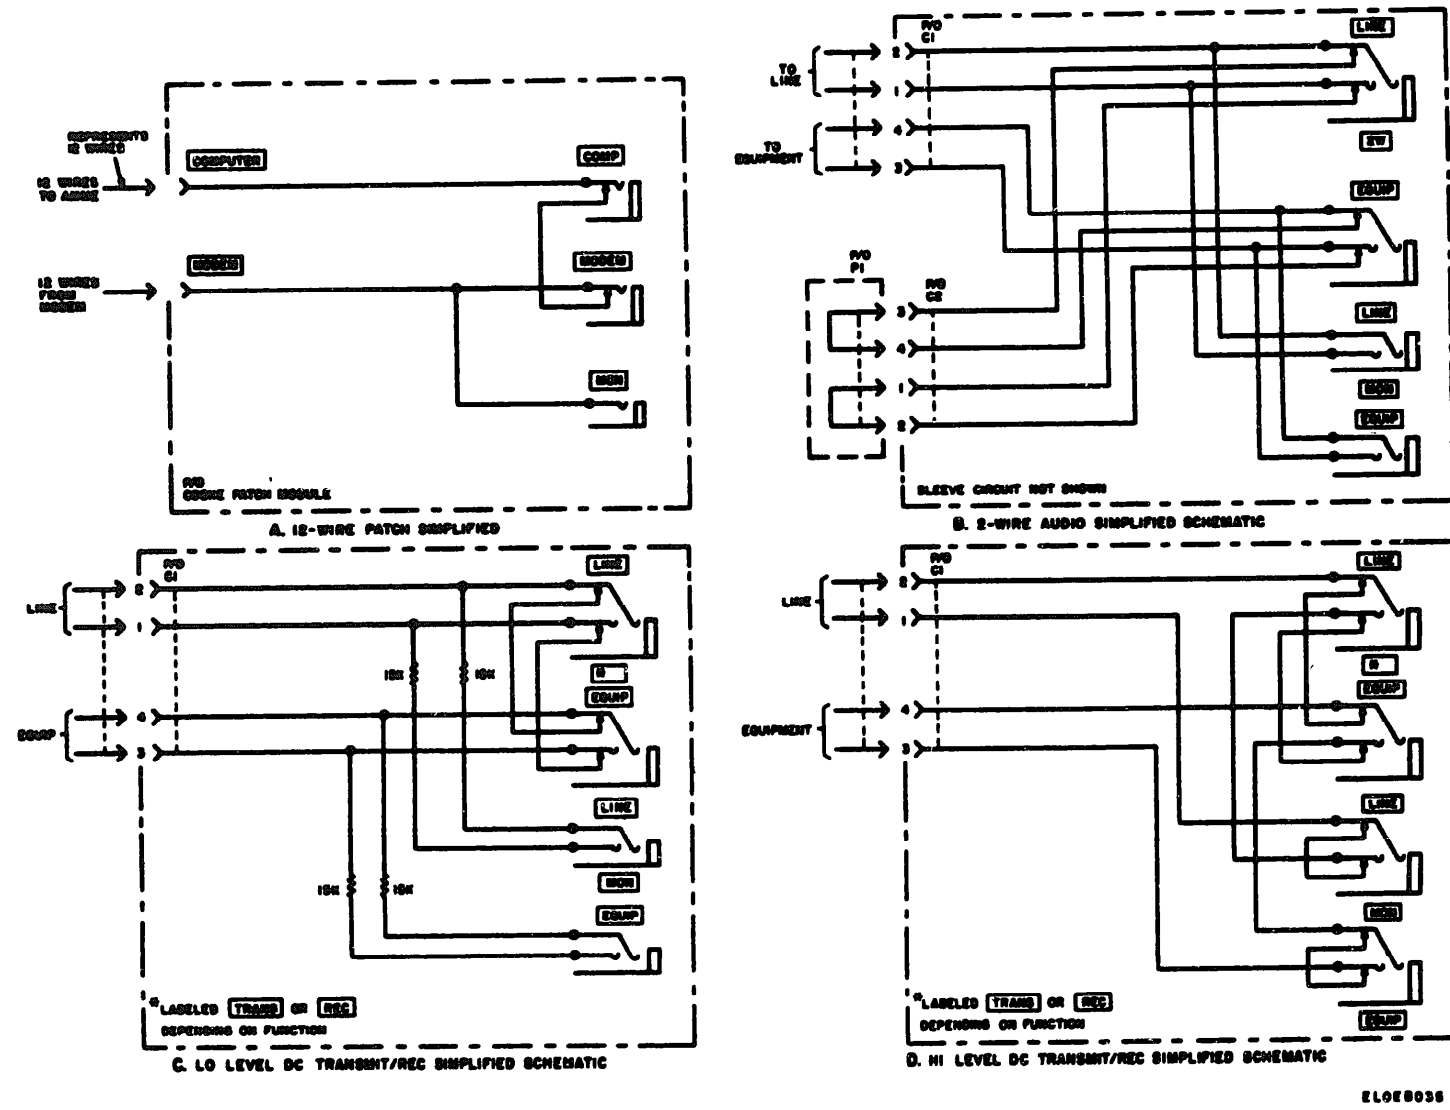 REPRESENTS
12 WIRES
12 WIRES
TO
COMPUTER
COMP
12 WIRES
FROM
MODEM
MODEM
MODEM
MON
P/O
PATCH MODULE
A. 12-WIRE PATCH SIMPLIFIED
P/O
C1
TO
LINE
2
1
TO
EQUIPMENT
4
3
LINE
2W
EQUIP
P/O
P1
P/O
C2
3
4
1
2
LINE
MON
EQUIP
SLEEVE CIRCUIT NOT SHOWN
B. 2-WIRE AUDIO SIMPLIFIED SCHEMATIC
P/O
C1
LINE
2
1
LINE
15K
15K
*
EQUIP
EQUIP
4
3
LINE
15K
15K
MON
EQUIP
*LABELED TRANS OR REC
DEPENDING ON FUNCTION
C. LO LEVEL DC TRANSMIT/REC SIMPLIFIED SCHEMATIC
P/O
C1
LINE
2
1
LINE
*
EQUIP
EQUIPMENT
4
3
LINE
MON
EQUIP
*LABELED TRANS OR REC
DEPENDING ON FUNCTION
D. HI LEVEL DC TRANSMIT/REC SIMPLIFIED SCHEMATIC